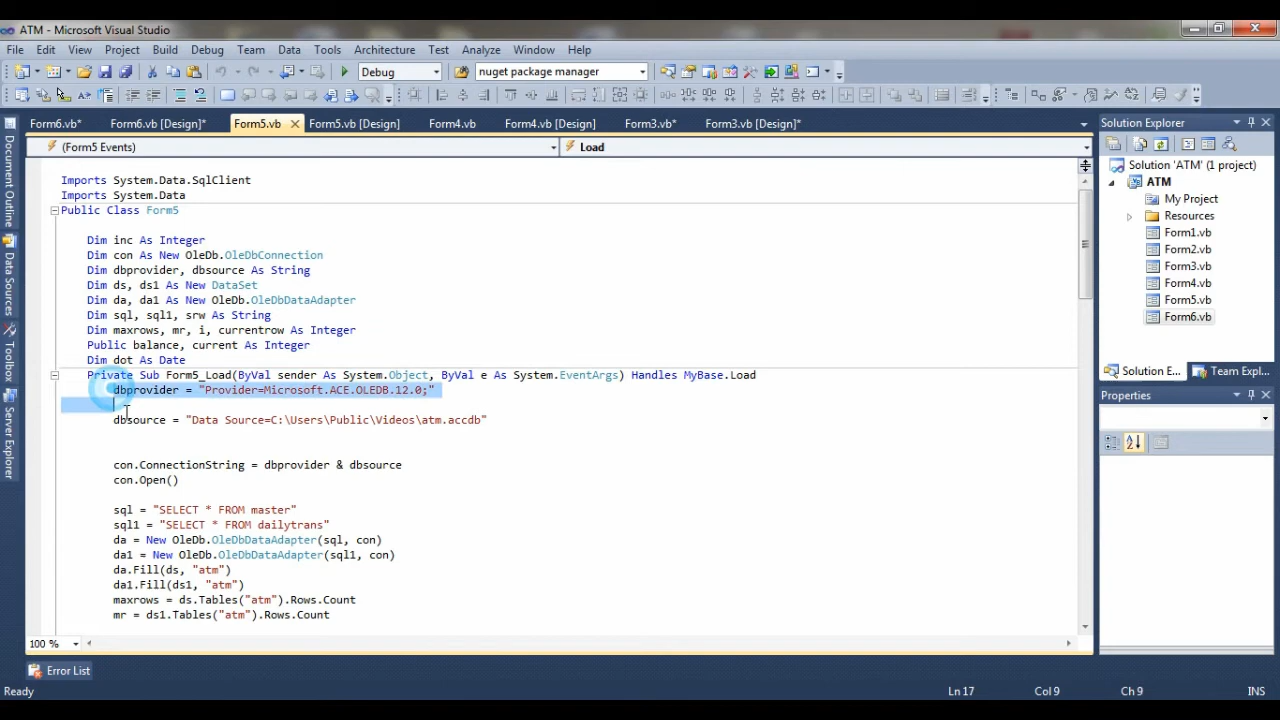 ATM - Microsoft Visual Studio
File Edit View Project Build Debug Team Data Tools Architecture Test Analyze Window Help
Debug nuget package manager
Form6.vb* Form6.vb [Design]* Form5.vb Form5.vb [Design] Form4.vb Form4.vb [Design] Form3.vb* Form3.vb [Design]*
(Form5 Events) Load
Imports System.Data.SqlClient
Imports System.Data
Public Class Form5
Dim inc As Integer
Dim con As New OleDb.OleDbConnection
Dim dbprovider, dbsource As String
Dim ds, ds1 As New DataSet
Dim da, da1 As New OleDb.OleDbDataAdapter
Dim sql, sql1, srw As String
Dim maxrows, mr, i, currentrow As Integer
Public balance, current As Integer
Dim dot As Date
Private Sub Form5_Load(ByVal sender As System.Object, ByVal e As System.EventArgs) Handles MyBase.Load
dbprovider = "Provider=Microsoft.ACE.OLEDB.12.0;"
dbsource = "Data Source=C:\Users\Public\Videos\atm.accdb"
con.ConnectionString = dbprovider & dbsource
con.Open()
sql = "SELECT * FROM master"
sql1 = "SELECT * FROM dailytrans"
da = New OleDb.OleDbDataAdapter(sql, con)
da1 = New OleDb.OleDbDataAdapter(sql1, con)
da.Fill(ds, "atm")
da1.Fill(ds1, "atm")
maxrows = ds.Tables("atm").Rows.Count
mr = ds1.Tables("atm").Rows.Count
100 %
Error List
Ready Ln 17 Col 9 Ch 9 INS
Document Outline
Data Sources
Toolbox
Server Explorer
Solution Explorer
Solution 'ATM' (1 project)
ATM
My Project
Resources
Form1.vb
Form2.vb
Form3.vb
Form4.vb
Form5.vb
Form6.vb
Solution E... Team Expl...
Properties